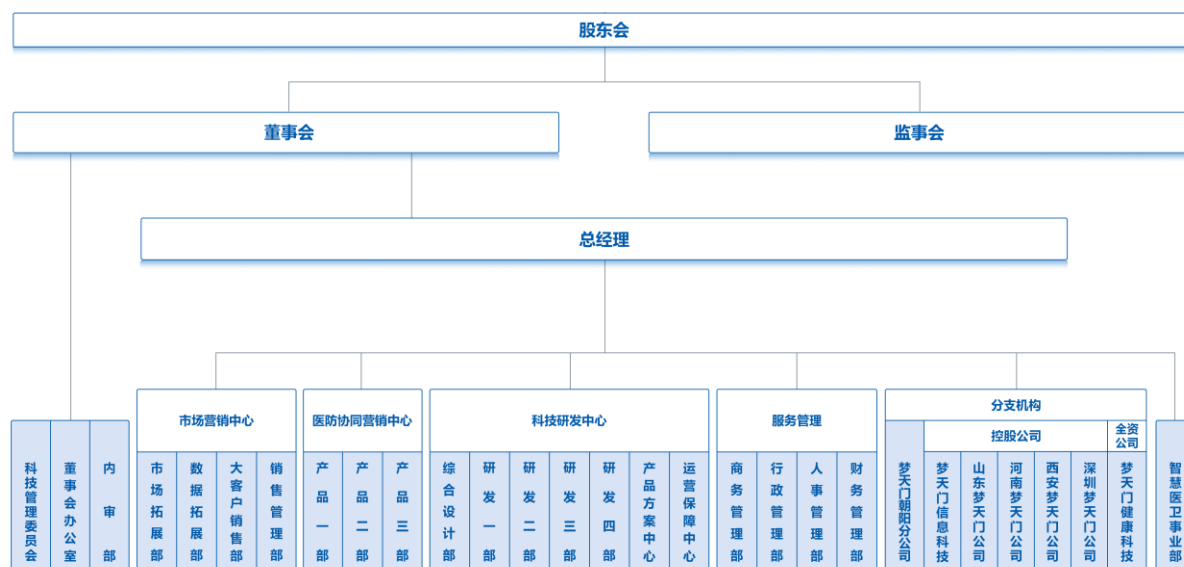 股东会
董事会
监事会
总经理
市场营销中心
医防协同营销中心
科技研发中心
服务管理
分支机构
控股公司
全资公司
科技管理委员会
董事会办公室
内审部
市场拓展部
数据拓展部
大客户销售部
销售管理部
产品一部
产品二部
产品三部
综合设计部
研发一部
研发二部
研发三部
研发四部
产品方案中心
运营保障中心
商务管理部
行政管理部
人事管理部
财务管理部
梦天门朝阳分公司
梦天门信息科技
山东梦天门公司
河南梦天门公司
西安梦天门公司
深圳梦天门公司
梦天门健康科技
智慧医卫事业部